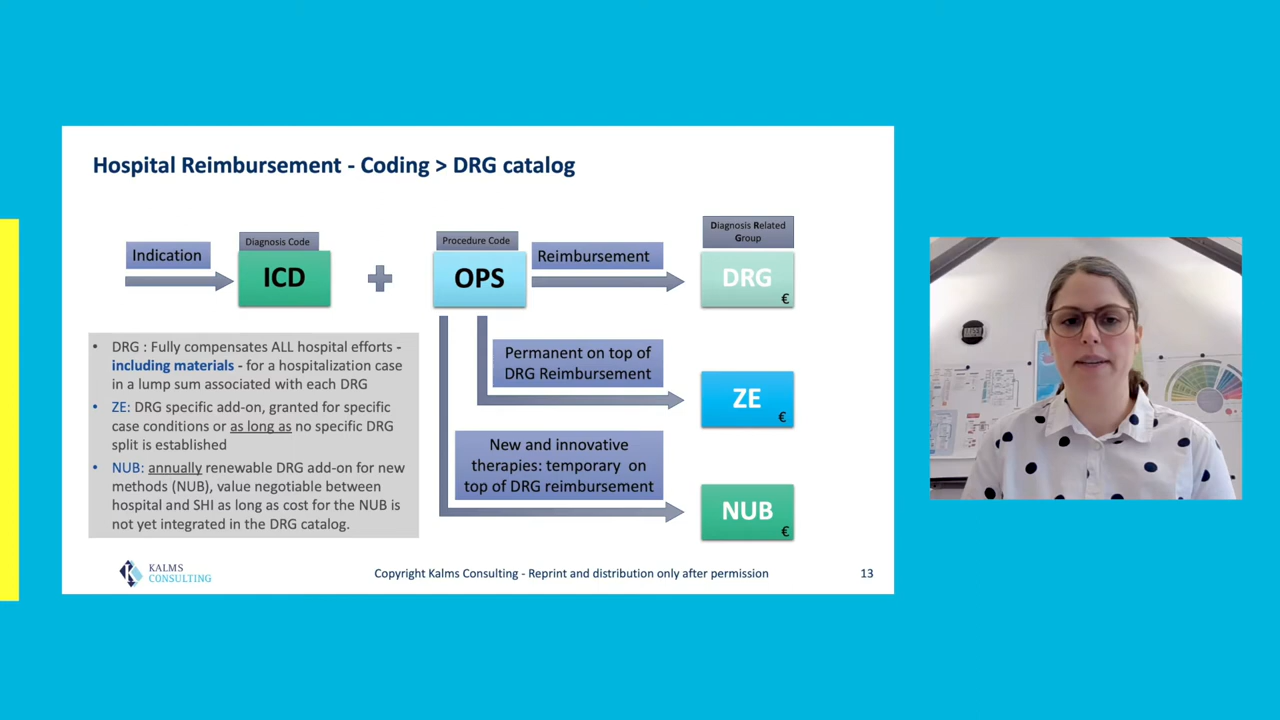 Hospital Reimbursement - Coding > DRG catalog
Indication
Diagnosis Code
ICD
Procedure Code
OPS
Reimbursement
Diagnosis Related
Group
DRG
€
Permanent on top of
DRG Reimbursement
ZE
€
New and innovative
therapies: temporary on
top of DRG reimbursement
NUB
€
• DRG : Fully compensates ALL hospital efforts -
including materials - for a hospitalization case
in a lump sum associated with each DRG
• ZE: DRG specific add-on, granted for specific
case conditions or as long as no specific DRG
split is established
• NUB: annually renewable DRG add-on for new
methods (NUB), value negotiable between
hospital and SHI as long as cost for the NUB is
not yet integrated in the DRG catalog.
KALMS
CONSULTING
Copyright Kalms Consulting - Reprint and distribution only after permission
13